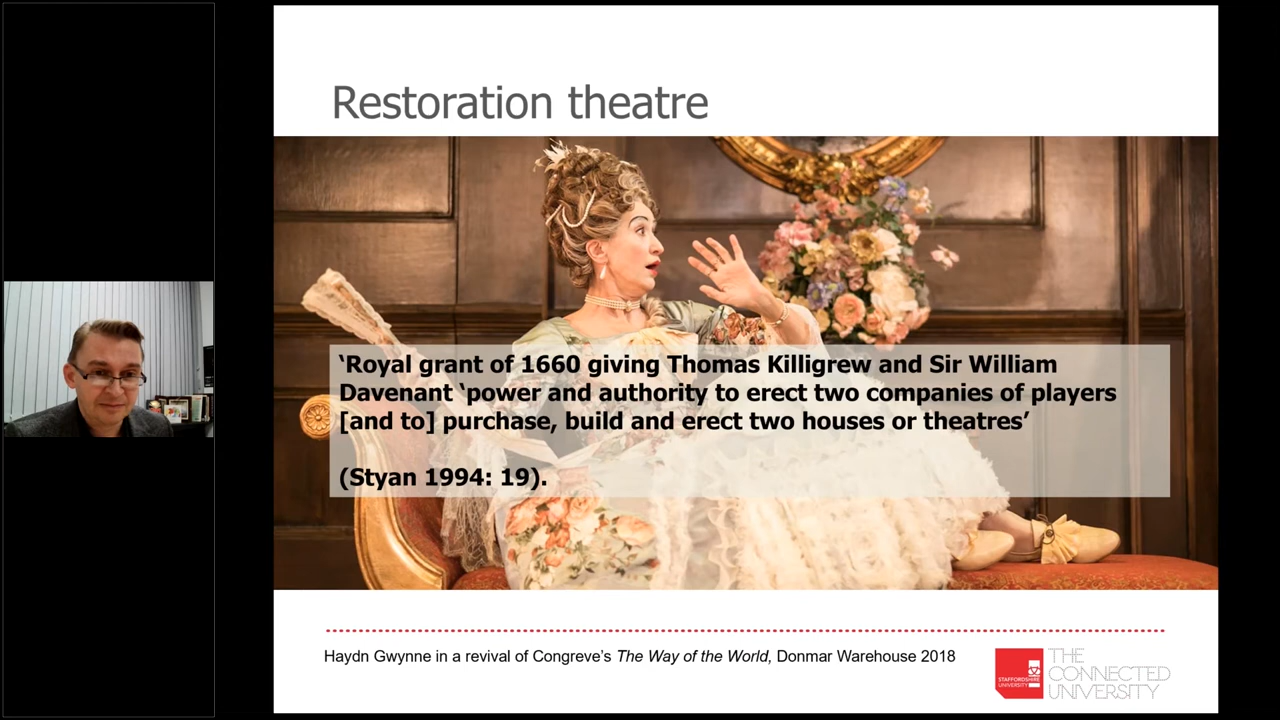 Restoration theatre
‘Royal grant of 1660 giving Thomas Killigrew and Sir William
Davenant ‘power and authority to erect two companies of players
[and to] purchase, build and erect two houses or theatres’
(Styan 1994: 19).
Haydn Gwynne in a revival of Congreve’s The Way of the World, Donmar Warehouse 2018
STAFFORDSHIRE
UNIVERSITY
THE
CONNECTED
UNIVERSITY